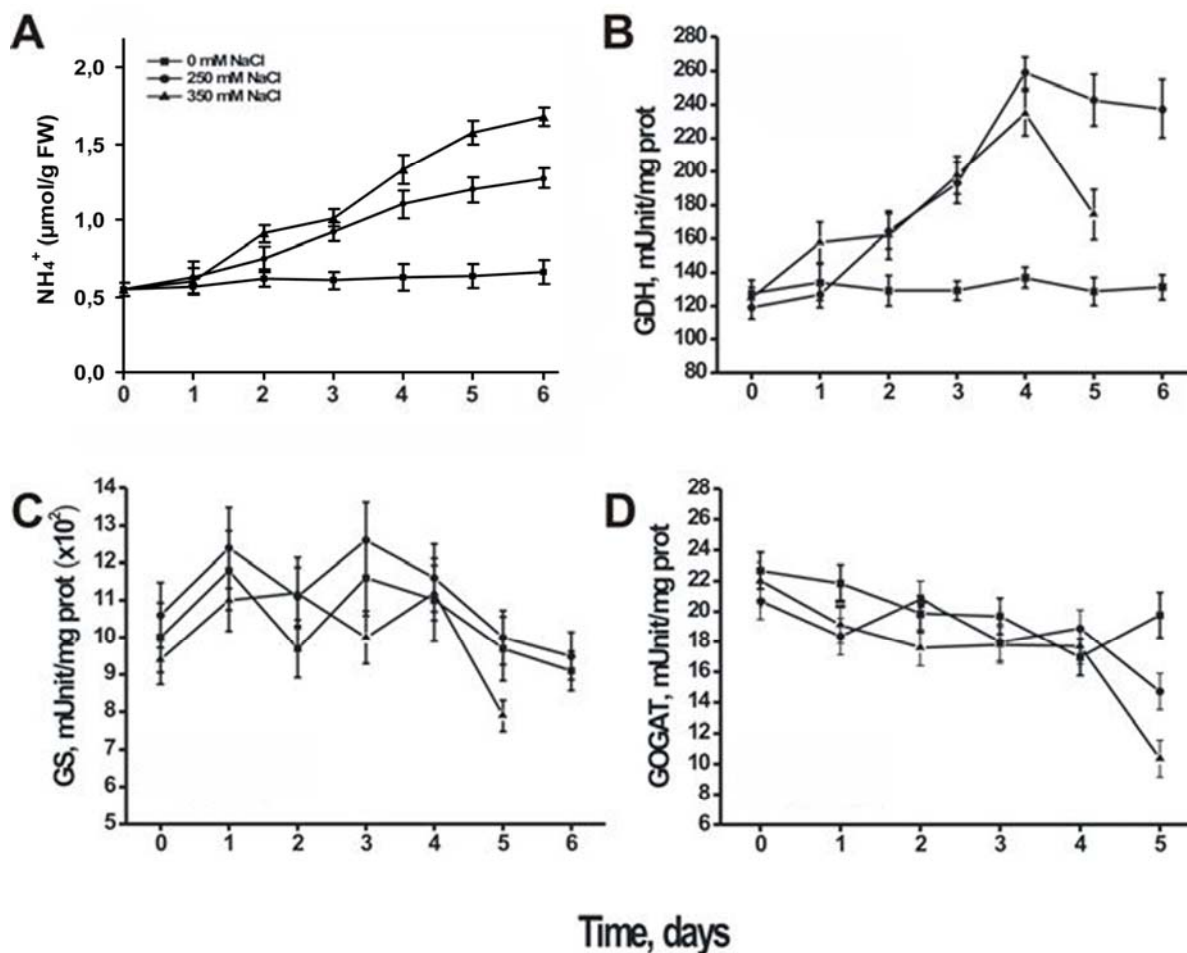 A
0 mM NaCl
250 mM NaCl
350 mM NaCl
NH₄⁺ (µmol/g FW)
2,0
1,5
1,0
0,5
0,0
0 1 2 3 4 5 6
B
GDH, mUnit/mg prot
280
260
240
220
200
180
160
140
120
100
80
0 1 2 3 4 5 6
C
GS, mUnit/mg prot (x10²)
14
13
12
11
10
9
8
7
6
5
0 1 2 3 4 5 6
D
GOGAT, mUnit/mg prot
28
26
24
22
20
18
16
14
12
10
8
6
0 1 2 3 4 5
Time, days